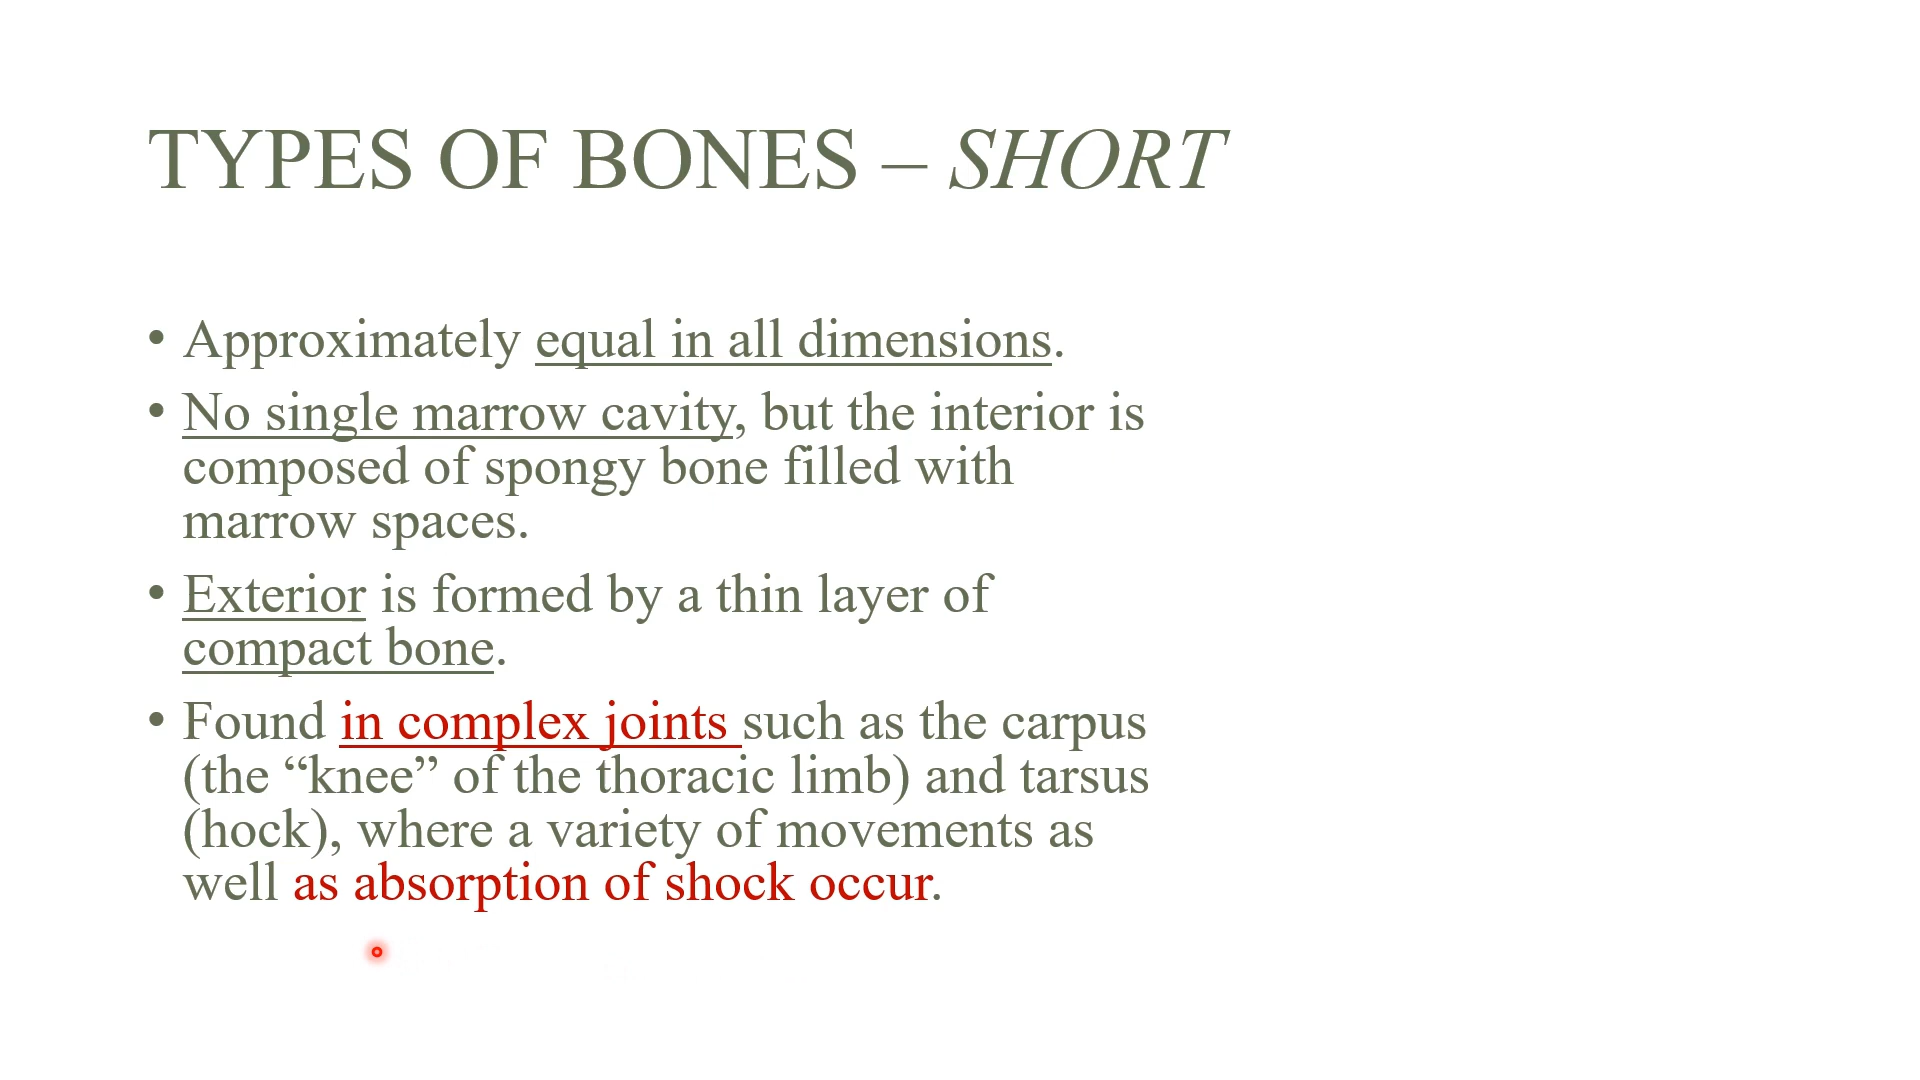 TYPES OF BONES – SHORT
• Approximately equal in all dimensions.
• No single marrow cavity, but the interior is
composed of spongy bone filled with
marrow spaces.
• Exterior is formed by a thin layer of
compact bone.
• Found in complex joints such as the carpus
(the “knee” of the thoracic limb) and tarsus
(hock), where a variety of movements as
well as absorption of shock occur.